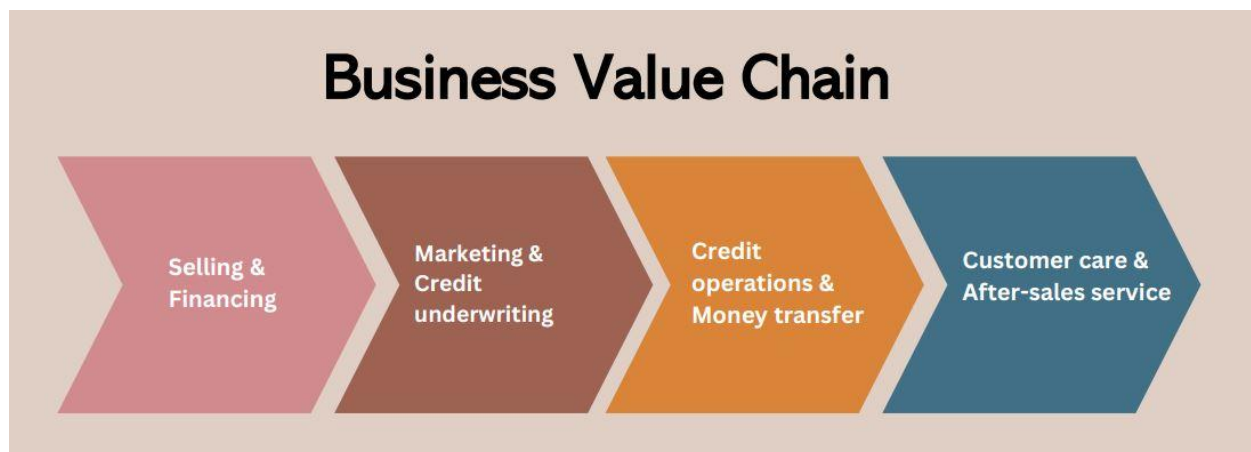 Business Value Chain
Selling &
Financing
Marketing &
Credit
underwriting
Credit
operations &
Money transfer
Customer care &
After-sales service